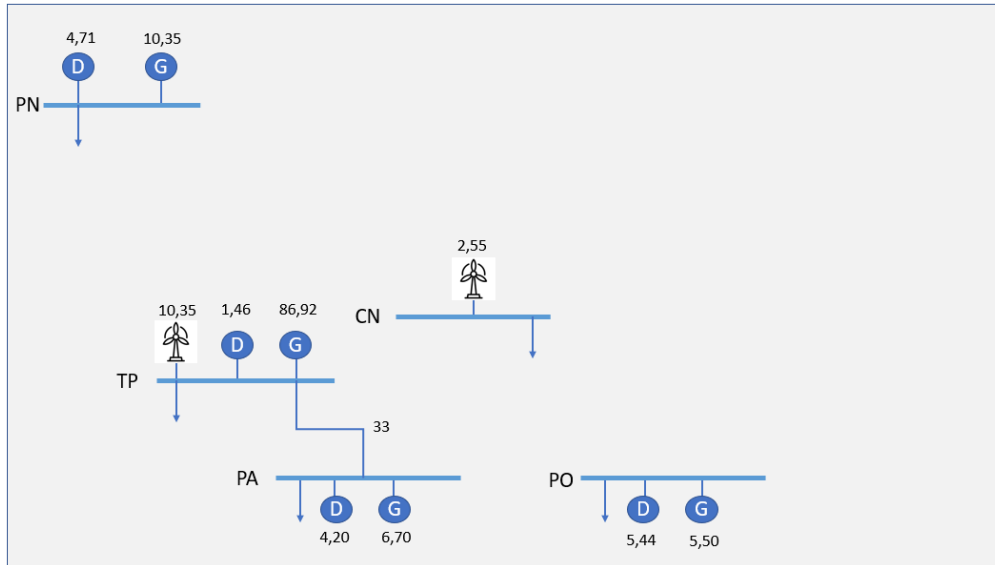 4,71 10,35
D G
PN
2,55
10,35 1,46 86,92
CN
D G
TP
33
PA
D G
4,20 6,70
PO
D G
5,44 5,50